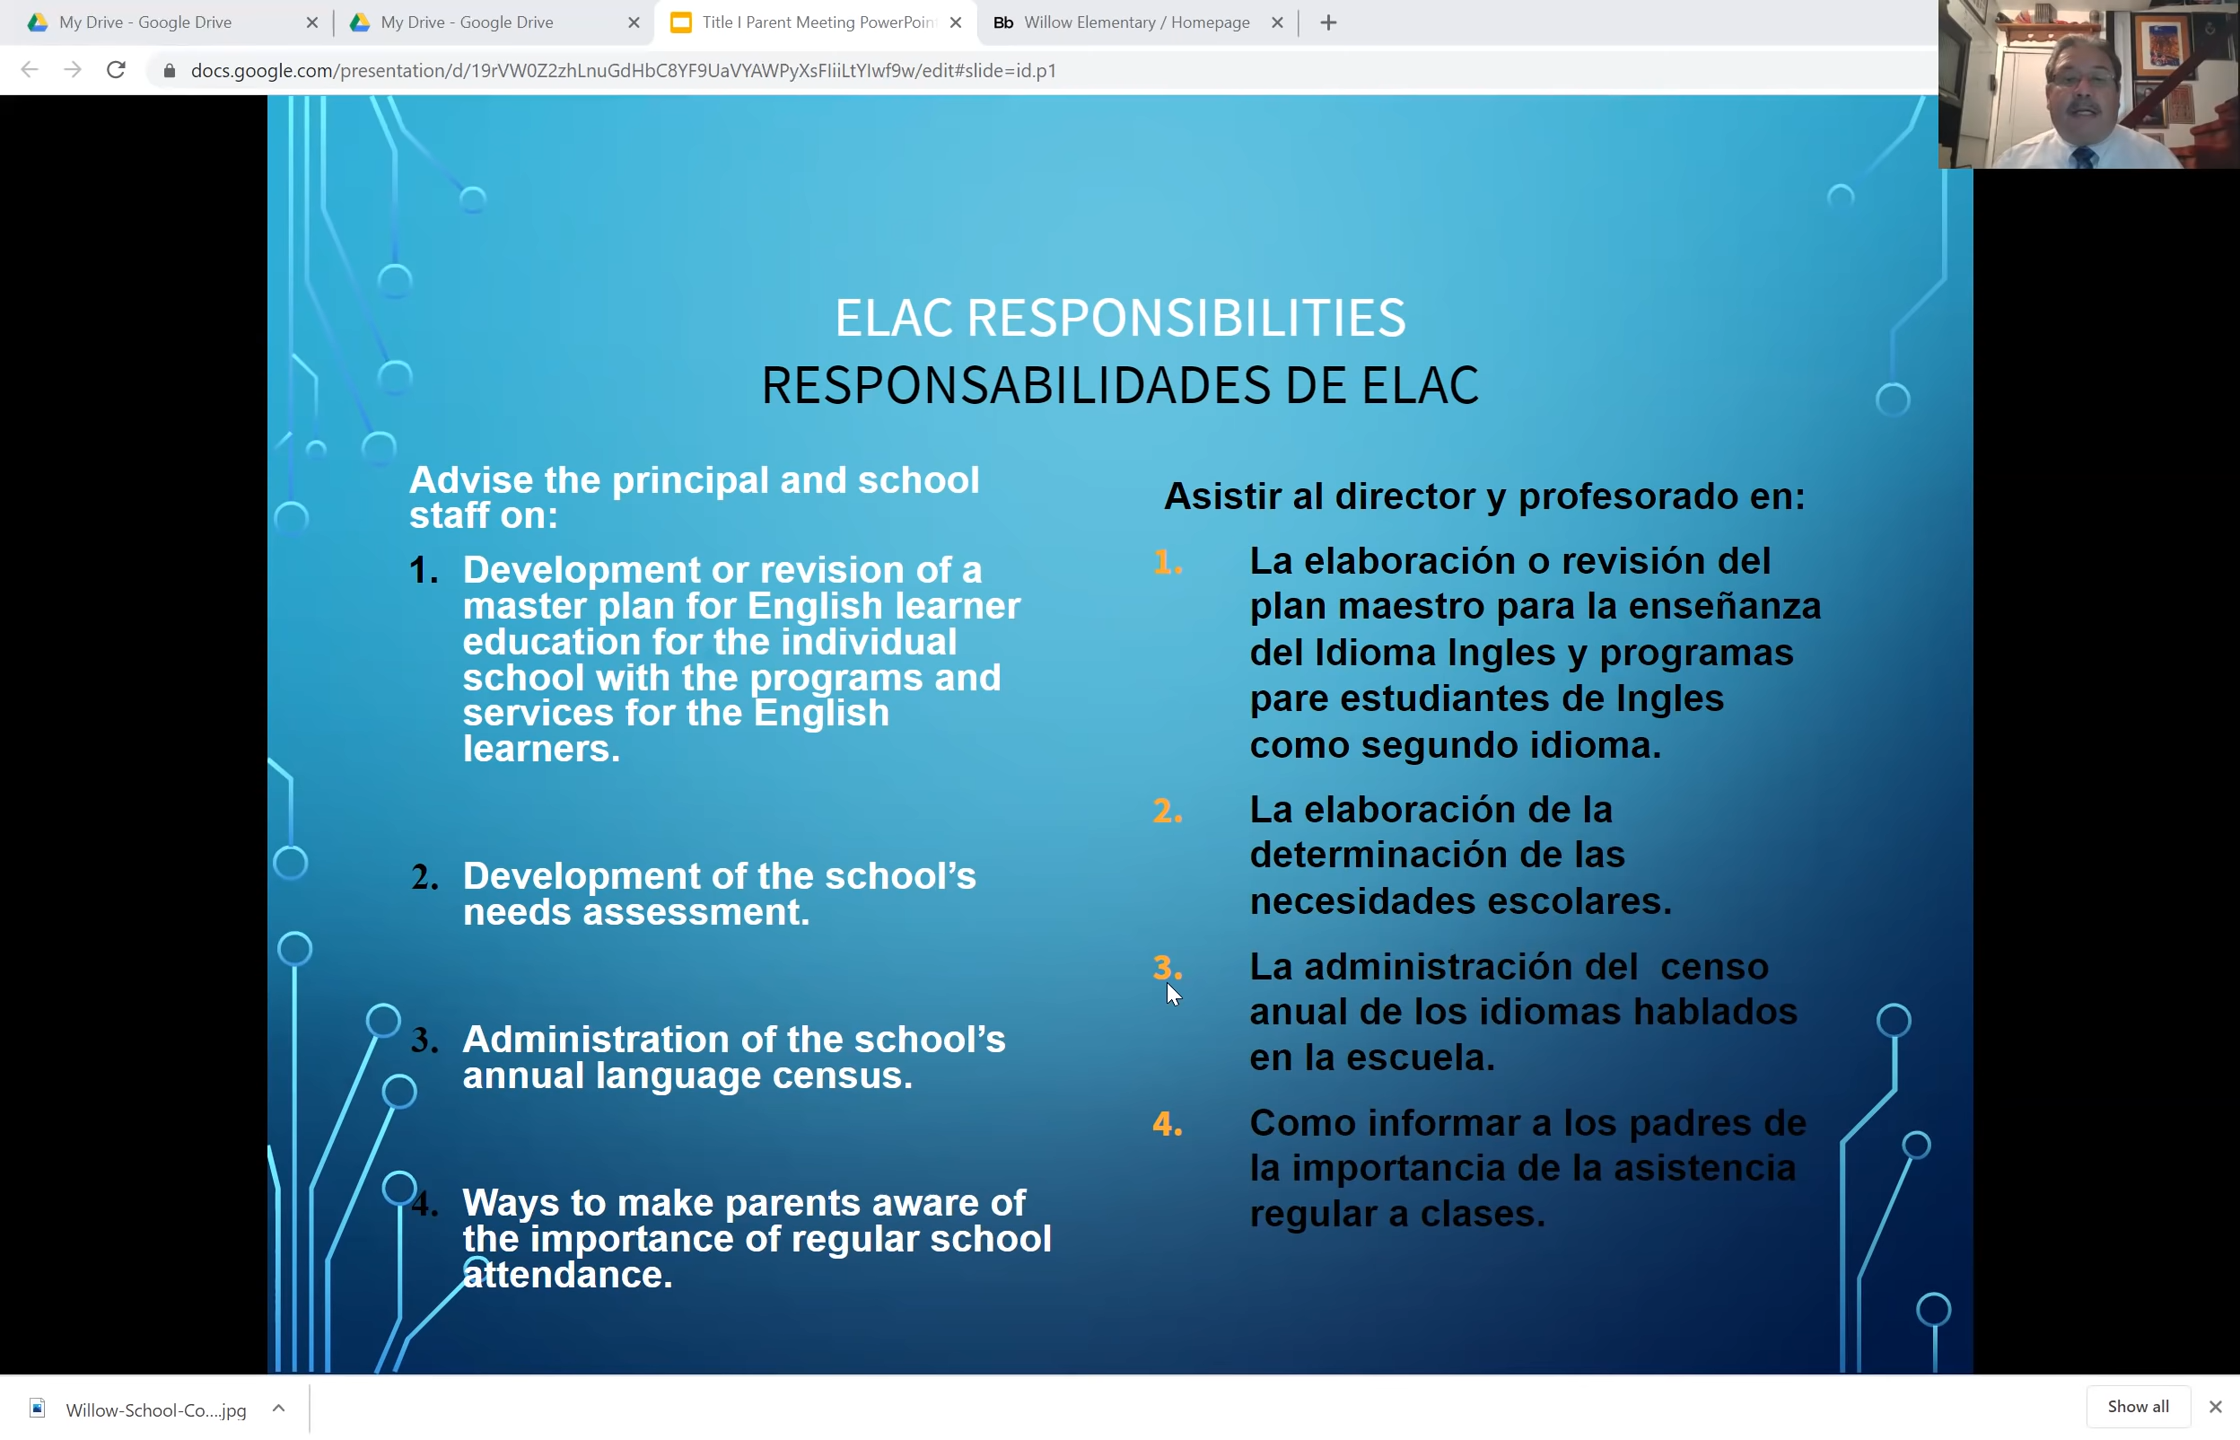 My Drive - Google Drive
My Drive - Google Drive
Title I Parent Meeting PowerPoin
Bb Willow Elementary / Homepage
docs.google.com/presentation/d/19rVW0Z2zhLnuGdHbC8YF9UaVYAWPyXsFIiiLtYIwf9w/edit#slide=id.p1
ELAC RESPONSIBILITIES
RESPONSABILIDADES DE ELAC
Advise the principal and school
staff on:
1. Development or revision of a
master plan for English learner
education for the individual
school with the programs and
services for the English
learners.
2. Development of the school’s
needs assessment.
3. Administration of the school’s
annual language census.
4. Ways to make parents aware of
the importance of regular school
attendance.
Asistir al director y profesorado en:
1. La elaboración o revisión del
plan maestro para la enseñanza
del Idioma Ingles y programas
pare estudiantes de Ingles
como segundo idioma.
2. La elaboración de la
determinación de las
necesidades escolares.
3. La administración del censo
anual de los idiomas hablados
en la escuela.
4. Como informar a los padres de
la importancia de la asistencia
regular a clases.
Willow-School-Co....jpg
Show all